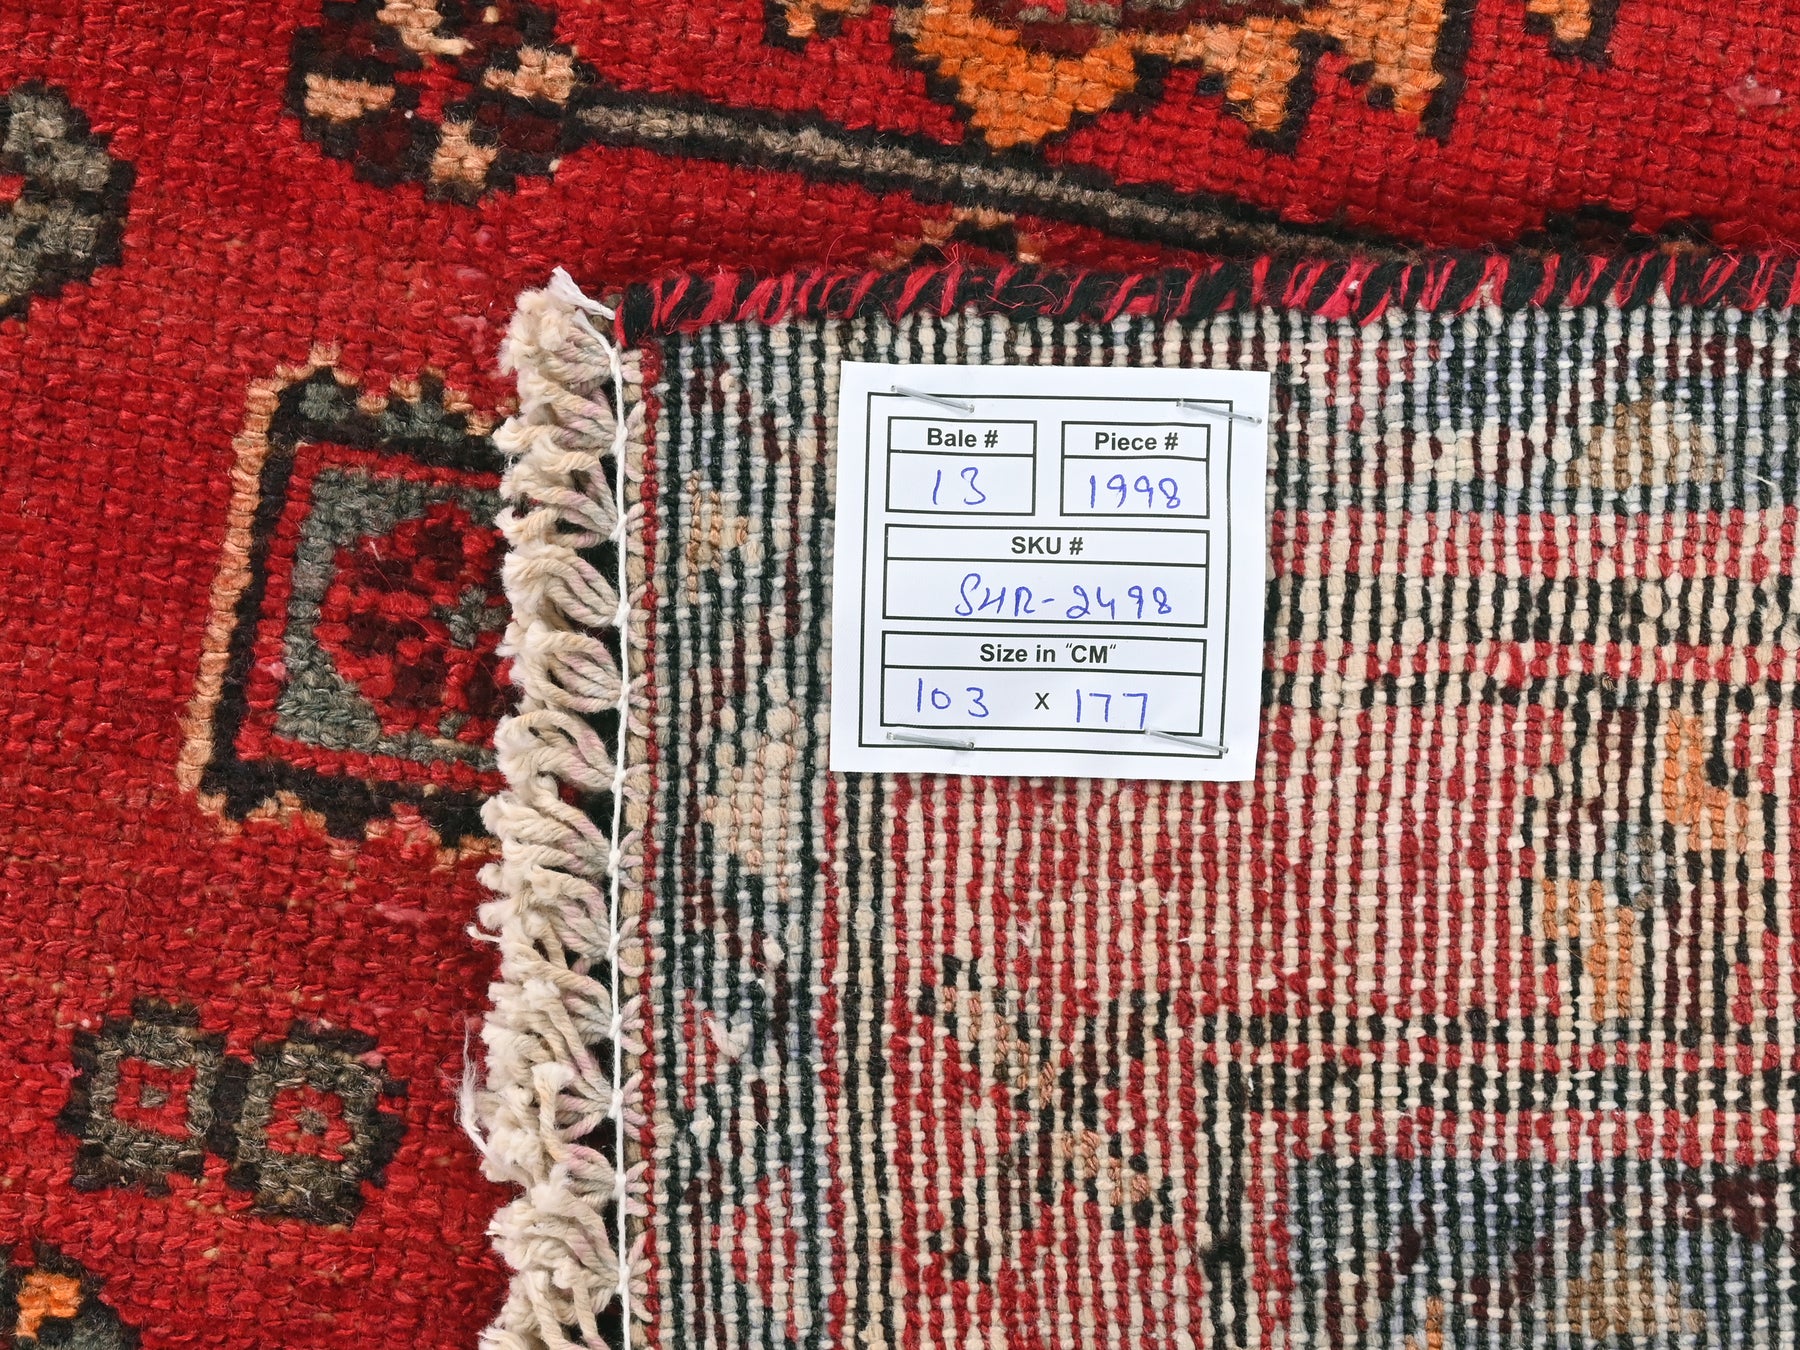 Bale # Piece #
13 1998
SKU #
SHR-2498
Size in "CM"
103 x 177